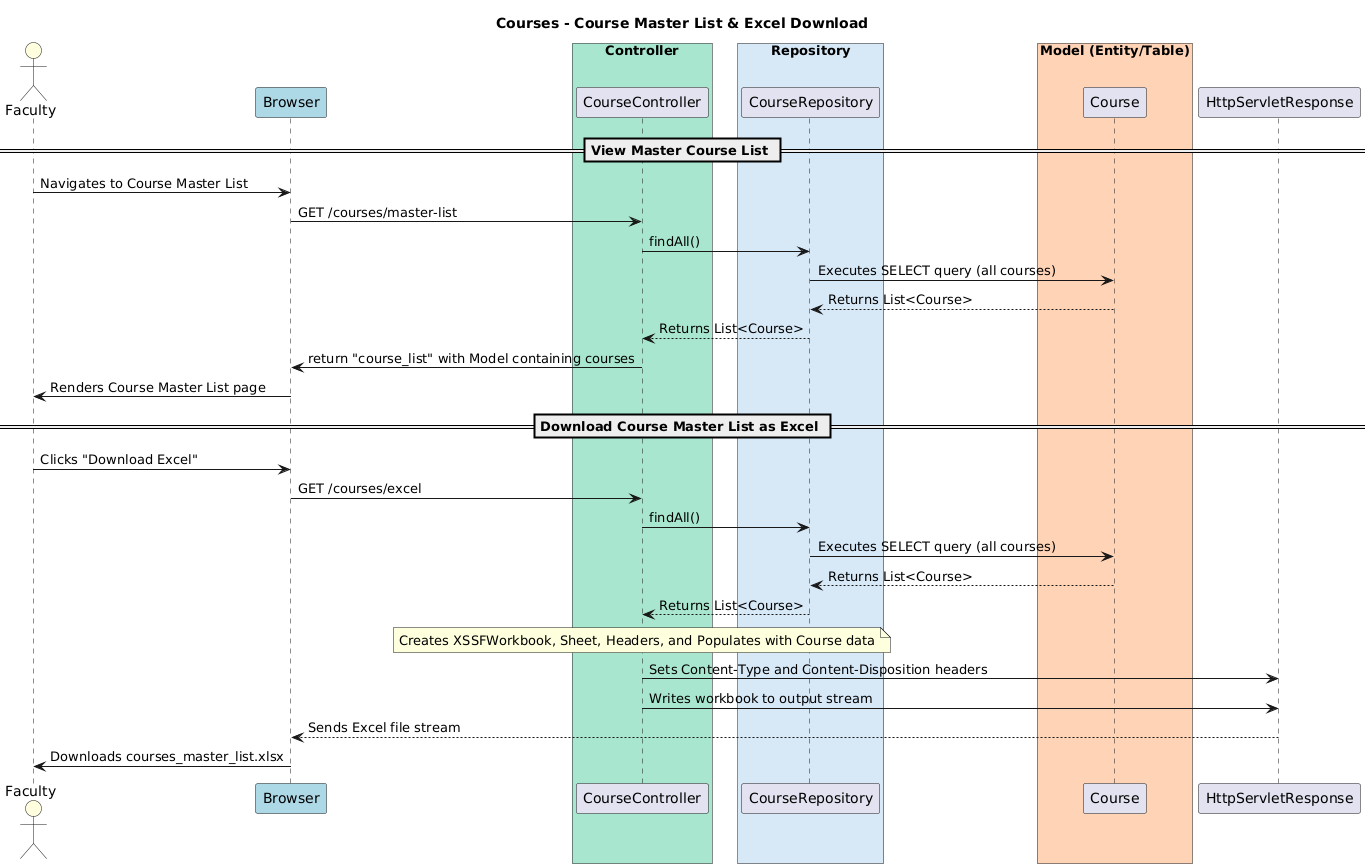 Courses - Course Master List & Excel Download
Controller
Repository
Model (Entity/Table)
Faculty
Browser
CourseController
CourseRepository
Course
HttpServletResponse
View Master Course List
Navigates to Course Master List
GET /courses/master-list
findAll()
Executes SELECT query (all courses)
Returns List<Course>
Returns List<Course>
return "course_list" with Model containing courses
Renders Course Master List page
Download Course Master List as Excel
Clicks "Download Excel"
GET /courses/excel
findAll()
Executes SELECT query (all courses)
Returns List<Course>
Returns List<Course>
Creates XSSFWorkbook, Sheet, Headers, and Populates with Course data
Sets Content-Type and Content-Disposition headers
Writes workbook to output stream
Sends Excel file stream
Downloads courses_master_list.xlsx
Faculty
Browser
CourseController
CourseRepository
Course
HttpServletResponse